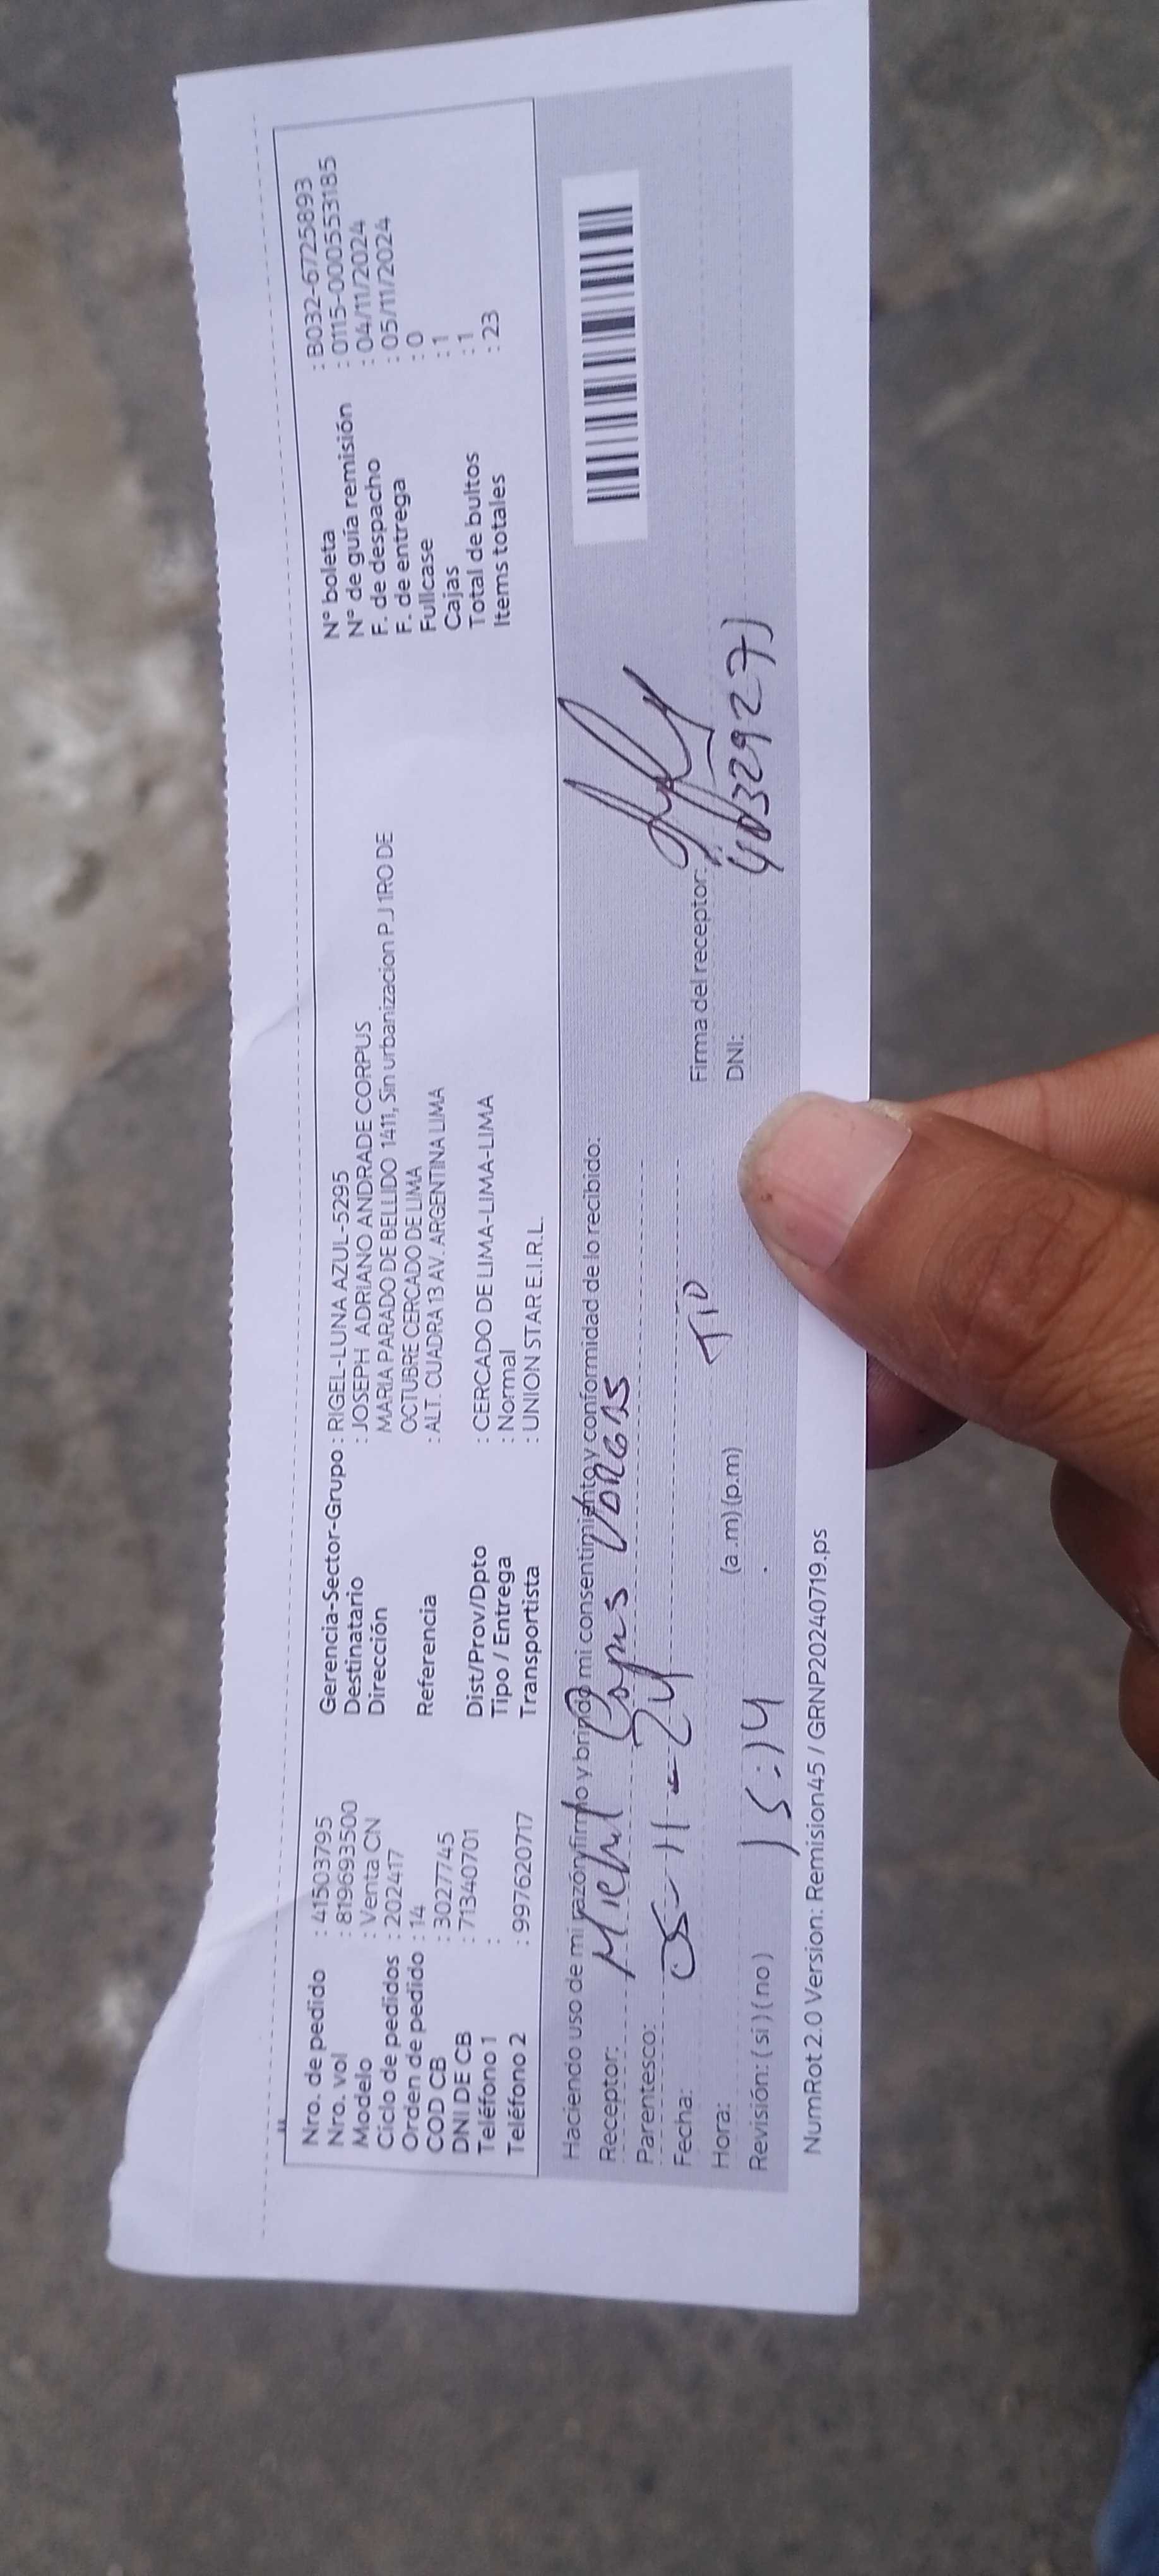 Nro. de pedido : 41503795
Nro. vol : 819693500
Modelo : Venta CN
Ciclo de pedidos : 202417
Orden de pedido : 14
COD CB : 3027745
DNI DE CB : 71340701
Teléfono 1 :
Teléfono 2 : 997620717
Gerencia-Sector-Grupo : RIGEL-LUNA AZUL-5295
Destinatario : JOSEPH ADRIANO ANDRADE CORPUS
Dirección MARIA PARADO DE BELLIDO 1411, Sin urbanizacion P J 1RO DE
OCTUBRE CERCADO DE LIMA
Referencia : ALT. CUADRA 13 AV. ARGENTINA LIMA
Dist/Prov/Dpto : CERCADO DE LIMA-LIMA-LIMA
Tipo / Entrega : Normal
Transportista : UNION STAR E.I.R.L.
N° boleta : B032-6725893
N° de guía remisión : 0115-000553185
F. de despacho : 04/11/2024
F. de entrega : 05/11/2024
Fullcase : 0
Cajas : 1
Total de bultos : 1
Items totales : 23
Haciendo uso de mi razón firmo y brindo mi consentimiento y conformidad de lo recibido:
Receptor: Michel Corpus Vargas
Parentesco:
Fecha: 05-11-24
TIO
Hora: 15:14 (a.m) (p.m)
Revisión: ( si ) ( no )
Firma del receptor:
DNI:
NumRot 2.0 Version: Remision45 / GRNP20240719.ps